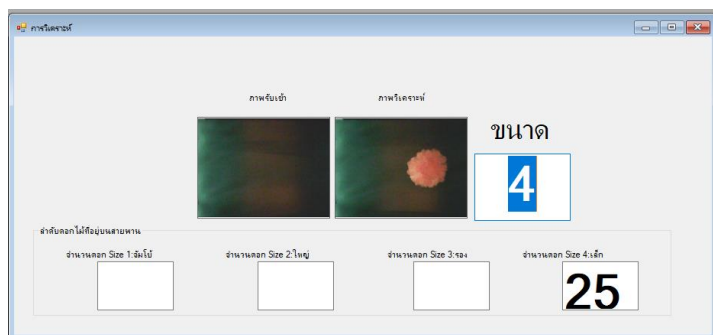 การวิเคราะห์
ภาพรับเข้า
ภาพวิเคราะห์
ขนาด
4
ลำดับดอกไม้ที่อยู่บนสายพาน
จำนวนดอก Size 1:จัมโบ้
จำนวนดอก Size 2:ใหญ่
จำนวนดอก Size 3:รอง
จำนวนดอก Size 4:เล็ก
25